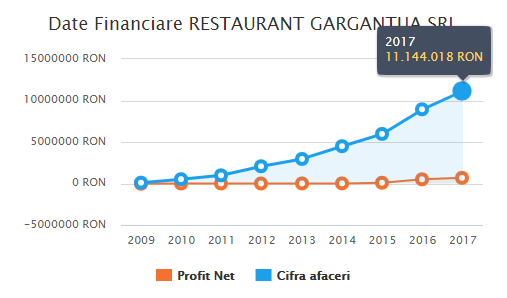 Date Financiare RESTAURANT GARGANTUA SRL
2017
11.144.018 RON
15000000 RON
10000000 RON
5000000 RON
0 RON
−5000000 RON
2009 2010 2011 2012 2013 2014 2015 2016 2017
Profit Net Cifra afaceri